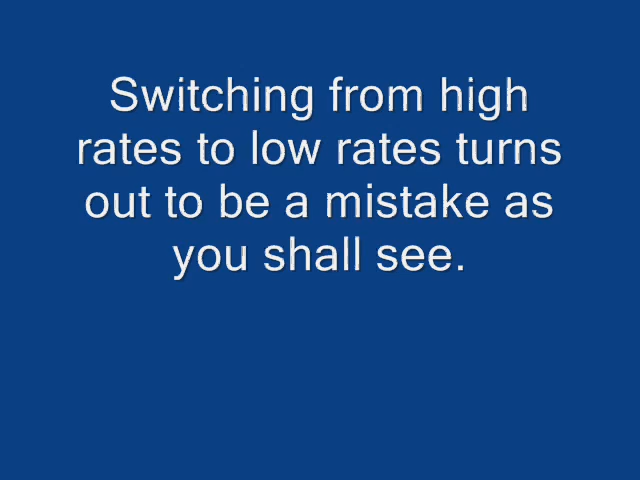 Switching from high
rates to low rates turns
out to be a mistake as
you shall see.